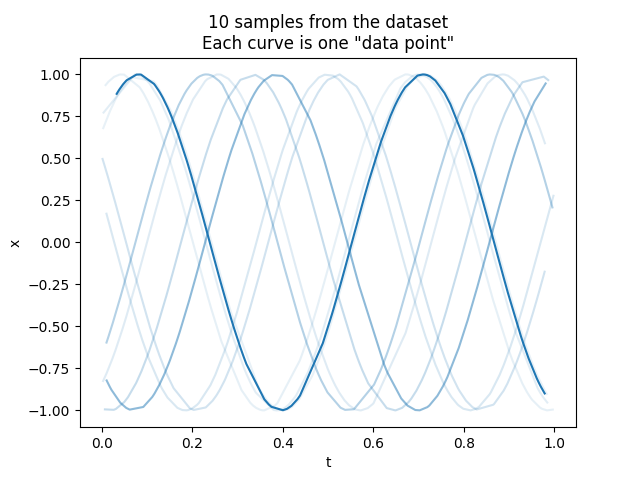 10 samples from the dataset
Each curve is one "data point"
1.00
0.75
0.50
0.25
0.00
−0.25
−0.50
−0.75
−1.00
x
0.0 0.2 0.4 0.6 0.8 1.0
t